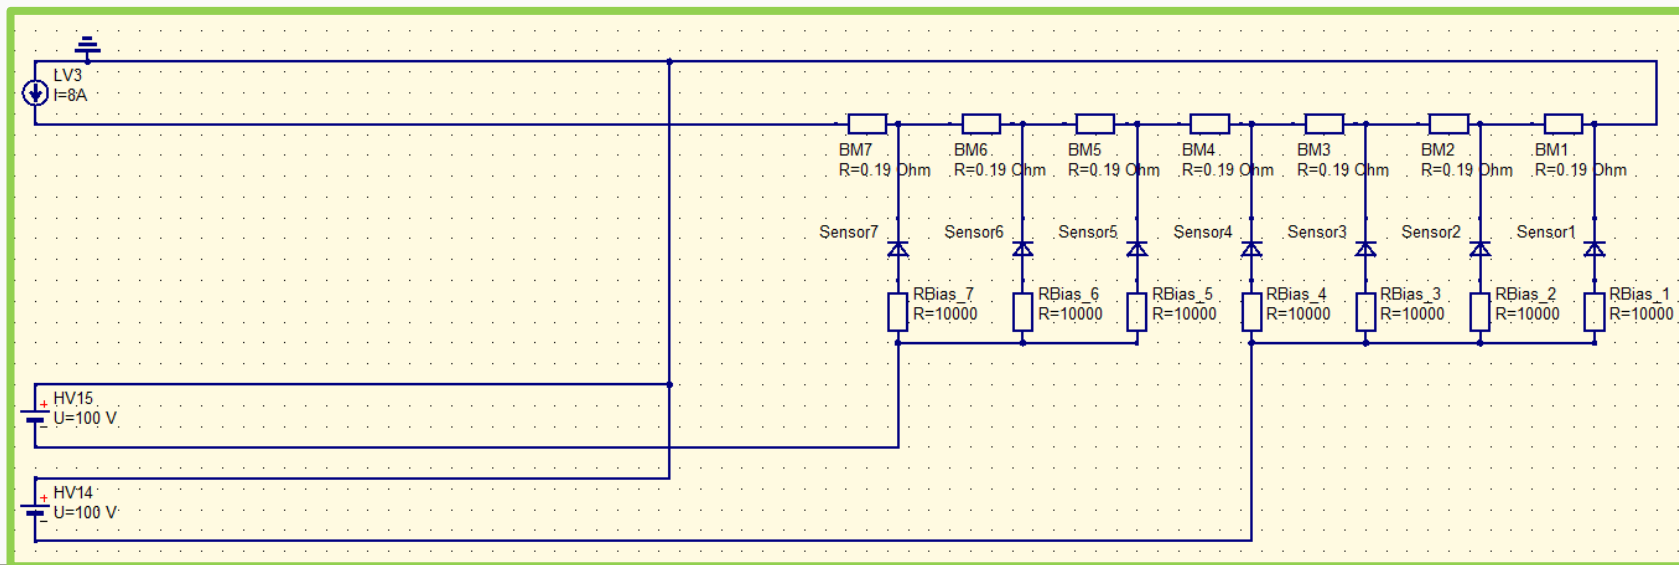 LV3
I=8A
BM7
R=0.19 Ohm
BM6
R=0.19 Ohm
BM5
R=0.19 Ohm
BM4
R=0.19 Ohm
BM3
R=0.19 Ohm
BM2
R=0.19 Ohm
BM1
R=0.19 Ohm
Sensor7
Sensor6
Sensor5
Sensor4
Sensor3
Sensor2
Sensor1
RBias_7
R=10000
RBias_6
R=10000
RBias_5
R=10000
RBias_4
R=10000
RBias_3
R=10000
RBias_2
R=10000
RBias_1
R=10000
HV15
U=100 V
HV14
U=100 V